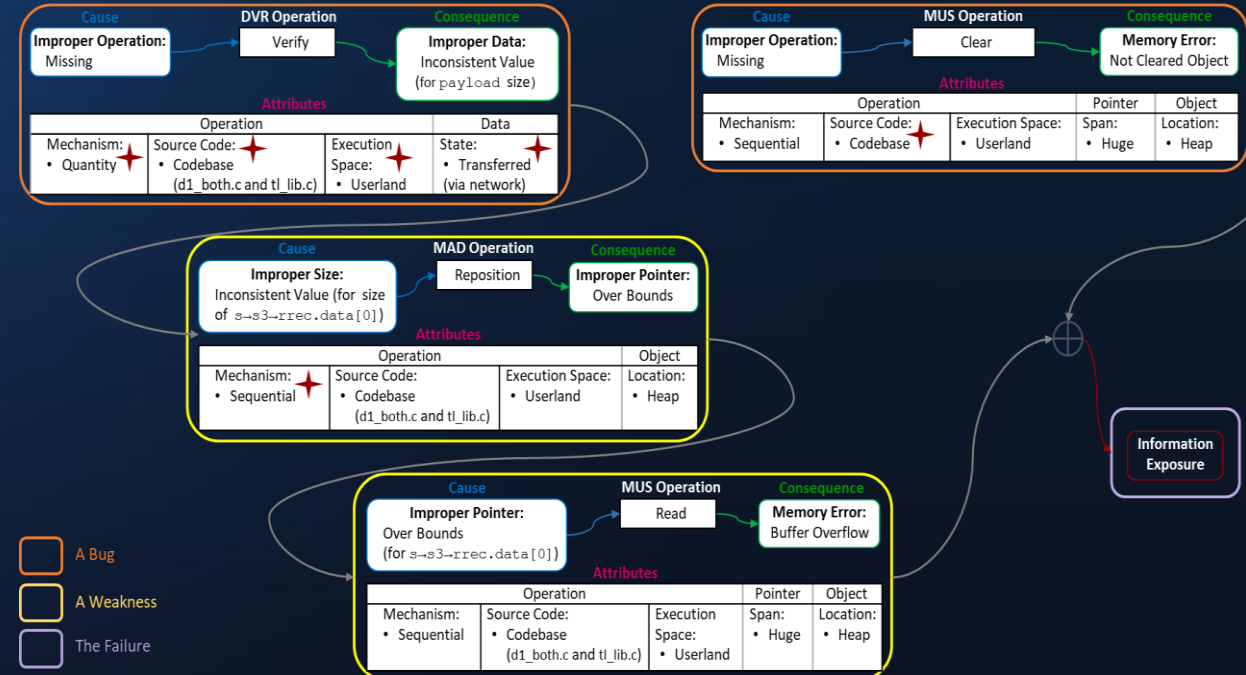 Cause
DVR Operation
Consequence
Improper Operation:
Missing
Verify
Improper Data:
Inconsistent Value
(for payload size)
Attributes
Operation
Data
Mechanism:
• Quantity
Source Code:
• Codebase
(d1_both.c and tl_lib.c)
Execution
Space:
• Userland
State:
• Transferred
(via network)
Cause
MUS Operation
Consequence
Improper Operation:
Missing
Clear
Memory Error:
Not Cleared Object
Attributes
Operation
Pointer
Object
Mechanism:
• Sequential
Source Code:
• Codebase
Execution Space:
• Userland
Span:
• Huge
Location:
• Heap
Cause
MAD Operation
Consequence
Improper Size:
Inconsistent Value (for size
of s→s3→rrec.data[0])
Reposition
Improper Pointer:
Over Bounds
Attributes
Operation
Object
Mechanism:
• Sequential
Source Code:
• Codebase
(d1_both.c and tl_lib.c)
Execution Space:
• Userland
Location:
• Heap
Cause
MUS Operation
Consequence
Improper Pointer:
Over Bounds
(for s→s3→rrec.data[0])
Read
Memory Error:
Buffer Overflow
Attributes
Operation
Pointer
Object
Mechanism:
• Sequential
Source Code:
• Codebase
(d1_both.c and tl_lib.c)
Execution
Space:
• Userland
Span:
• Huge
Location:
• Heap
Information
Exposure
A Bug
A Weakness
The Failure